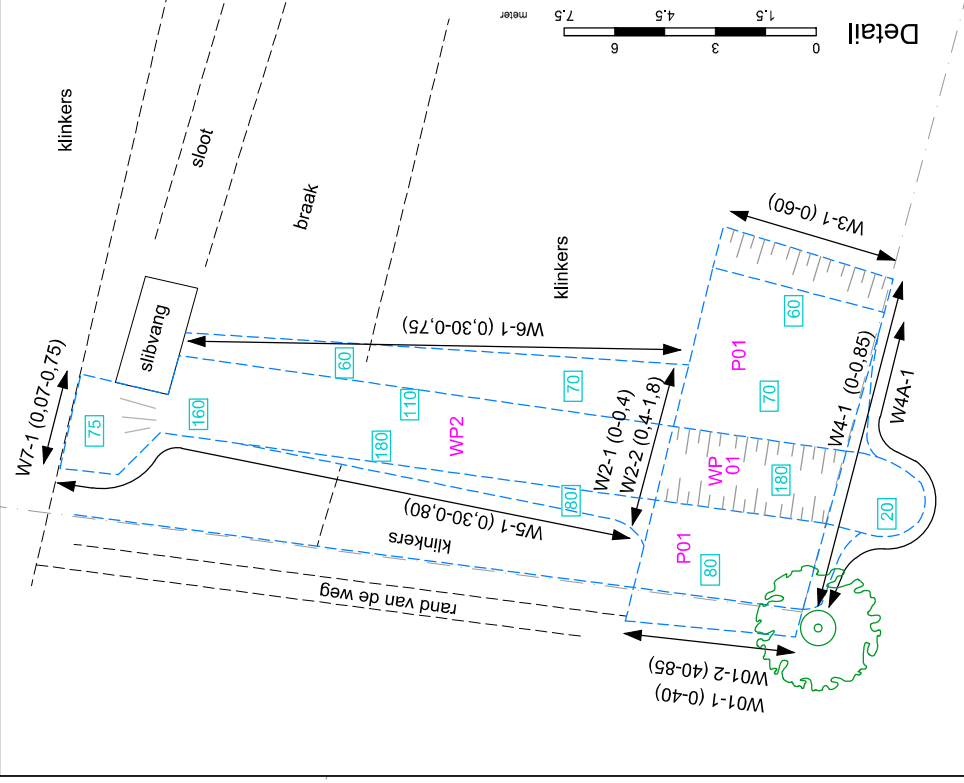 Detail
0
1.5
3
4.5
6
7.5
meter
klinkers
sloot
braak
klinkers
slibvang
W3-1 (0-60)
W6-1 (0,30-0,75)
W7-1 (0,07-0,75)
W2-1 (0-0,4)
W2-2 (0,4-1,8)
W4-1 (0-0,85)
W4A-1
60
P01
70
60
70
110
160
75
180
WP2
WP
01
180
20
/80/
P01
80
W5-1 (0,30-0,80)
klinkers
rand van de weg
W01-2 (40-85)
W01-1 (0-40)